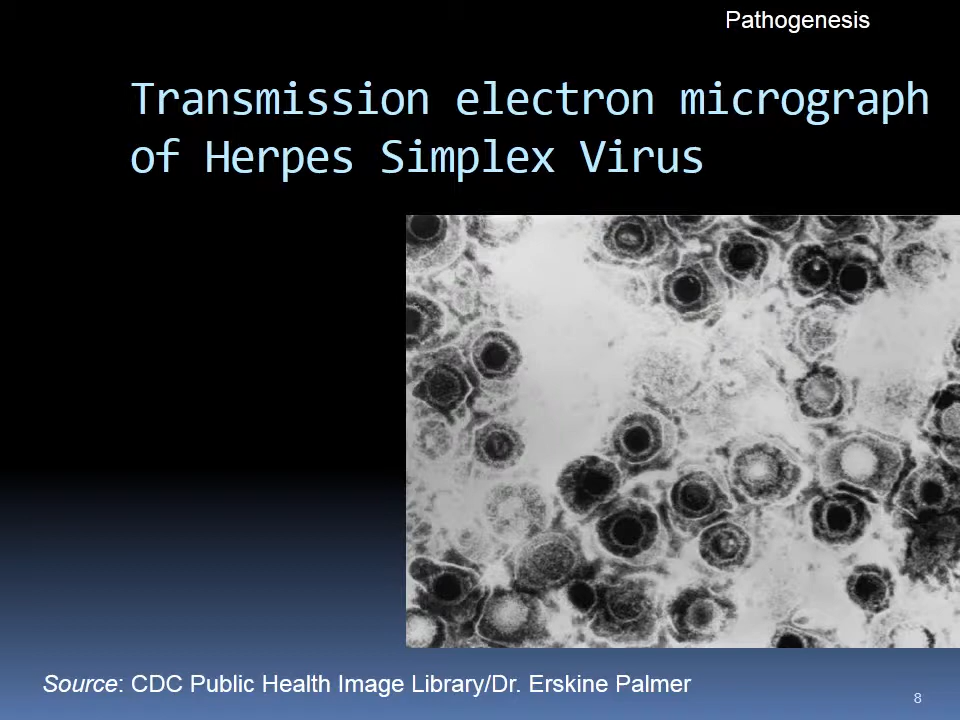 Pathogenesis
Transmission electron micrograph
of Herpes Simplex Virus
Source: CDC Public Health Image Library/Dr. Erskine Palmer
8